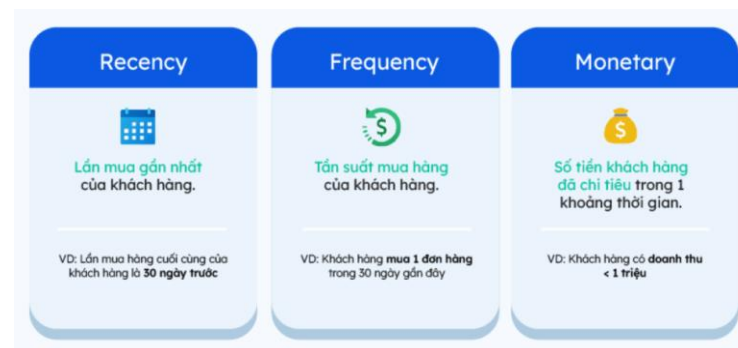 Recency
Lần mua gần nhất
của khách hàng.
VD: Lần mua hàng cuối cùng của
khách hàng là 30 ngày trước
Frequency
$
Tần suất mua hàng
của khách hàng.
VD: Khách hàng mua 1 đơn hàng
trong 30 ngày gần đây
Monetary
$
Số tiền khách hàng
đã chi tiêu trong 1
khoảng thời gian.
VD: Khách hàng có doanh thu
< 1 triệu